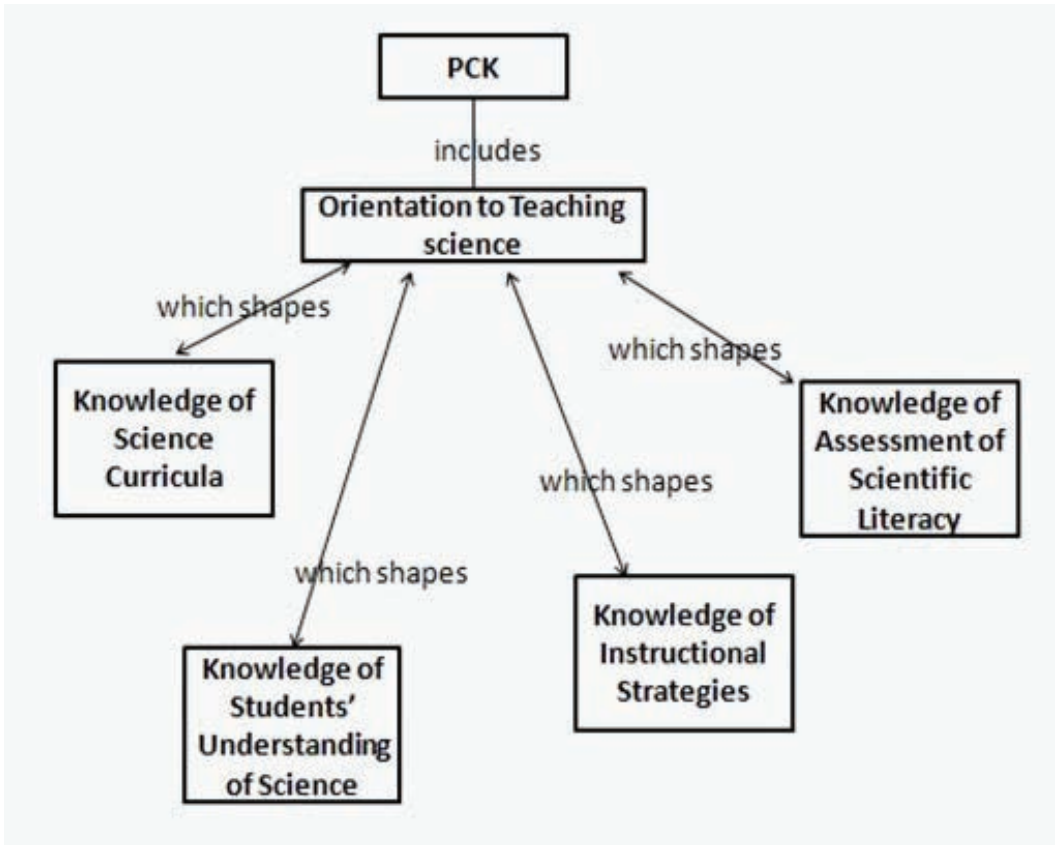 PCK
includes
Orientation to Teaching
science
which shapes
which shapes
Knowledge of
Science
Curricula
Knowledge of
Assessment of
Scientific
Literacy
which shapes
which shapes
Knowledge of
Instructional
Strategies
Knowledge of
Students’
Understanding
of Science